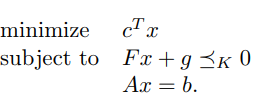 minimize c^T x
subject to Fx + g ⪯_K 0
Ax = b.